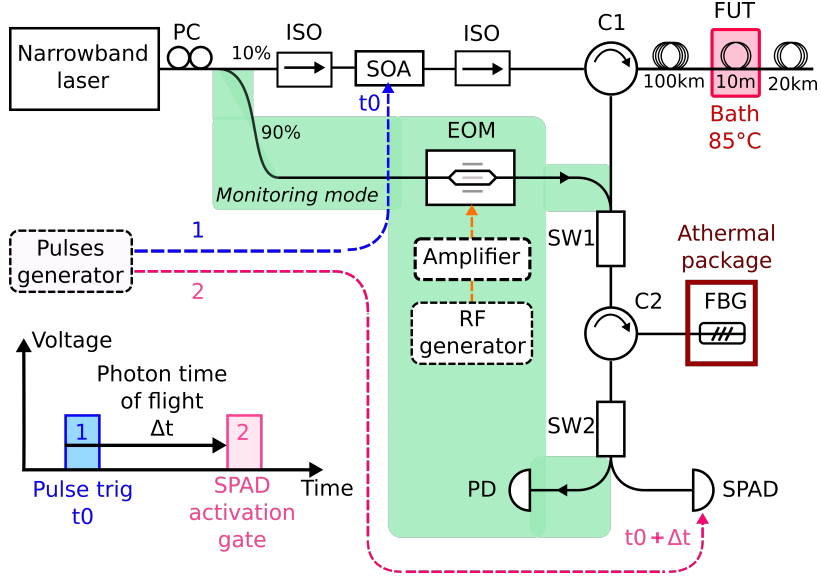 PC
ISO
ISO
C1
FUT
Narrowband
laser
10%
SOA
100km
10m
20km
t0
90%
EOM
Bath
85°C
Monitoring mode
1
SW1
Pulses
generator
Amplifier
Athermal
package
2
C2
FBG
RF
generator
Voltage
Photon time
of flight
Δt
1
2
SW2
Time
Pulse trig
t0
SPAD
activation
gate
PD
SPAD
t0+Δt